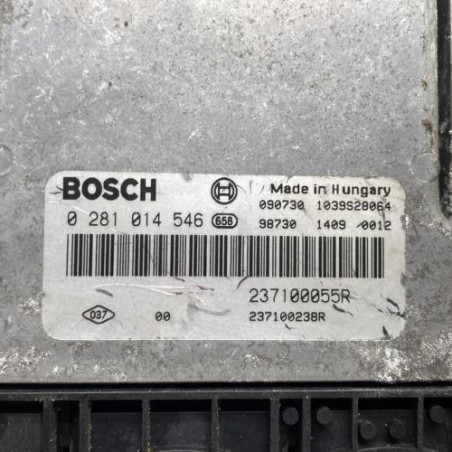 BOSCH Made in Hungary
090730 1039S28064
0 281 014 546 658 98730 1409 0012
237100055R
037 00 237100238R